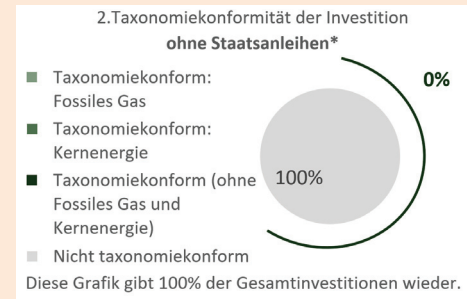 2.Taxonomiekonformität der Investition
ohne Staatsanleihen*
Taxonomiekonform:
Fossiles Gas
Taxonomiekonform:
Kernenergie
Taxonomiekonform (ohne
Fossiles Gas und
Kernenergie)
Nicht taxonomiekonform
0%
100%
Diese Grafik gibt 100% der Gesamtinvestitionen wieder.